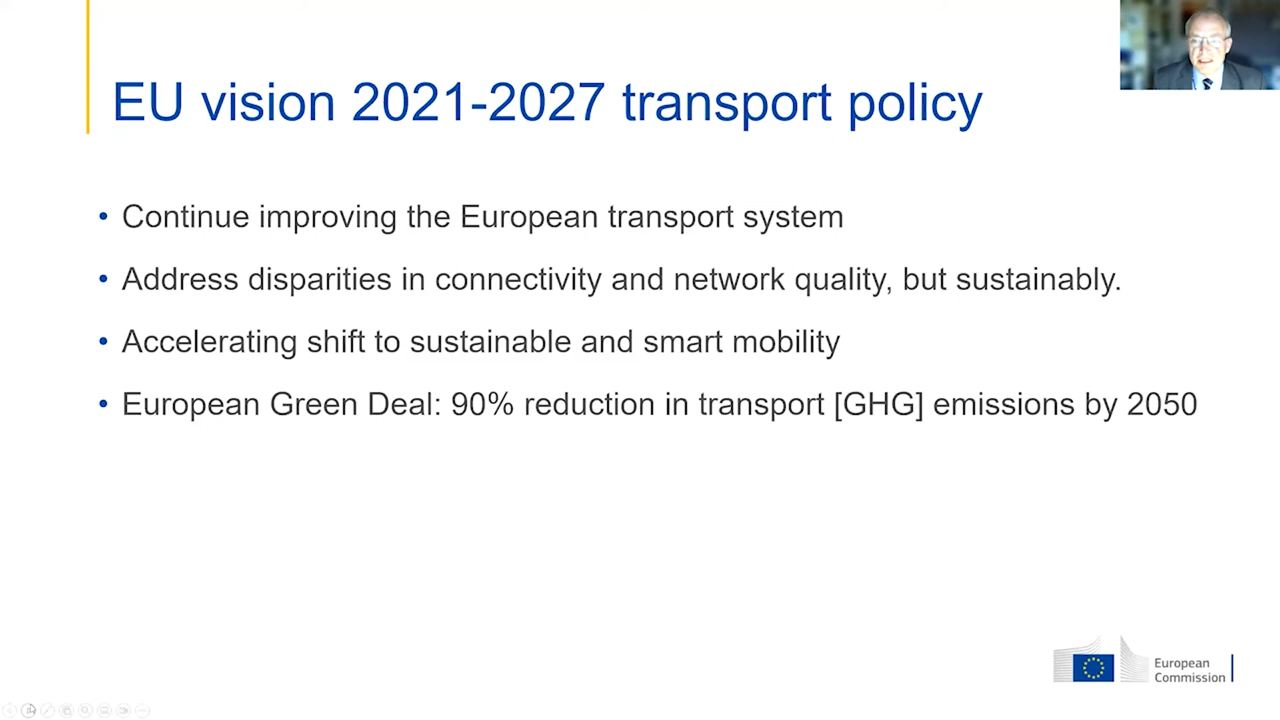 EU vision 2021-2027 transport policy
• Continue improving the European transport system
• Address disparities in connectivity and network quality, but sustainably.
• Accelerating shift to sustainable and smart mobility
• European Green Deal: 90% reduction in transport [GHG] emissions by 2050
European
Commission